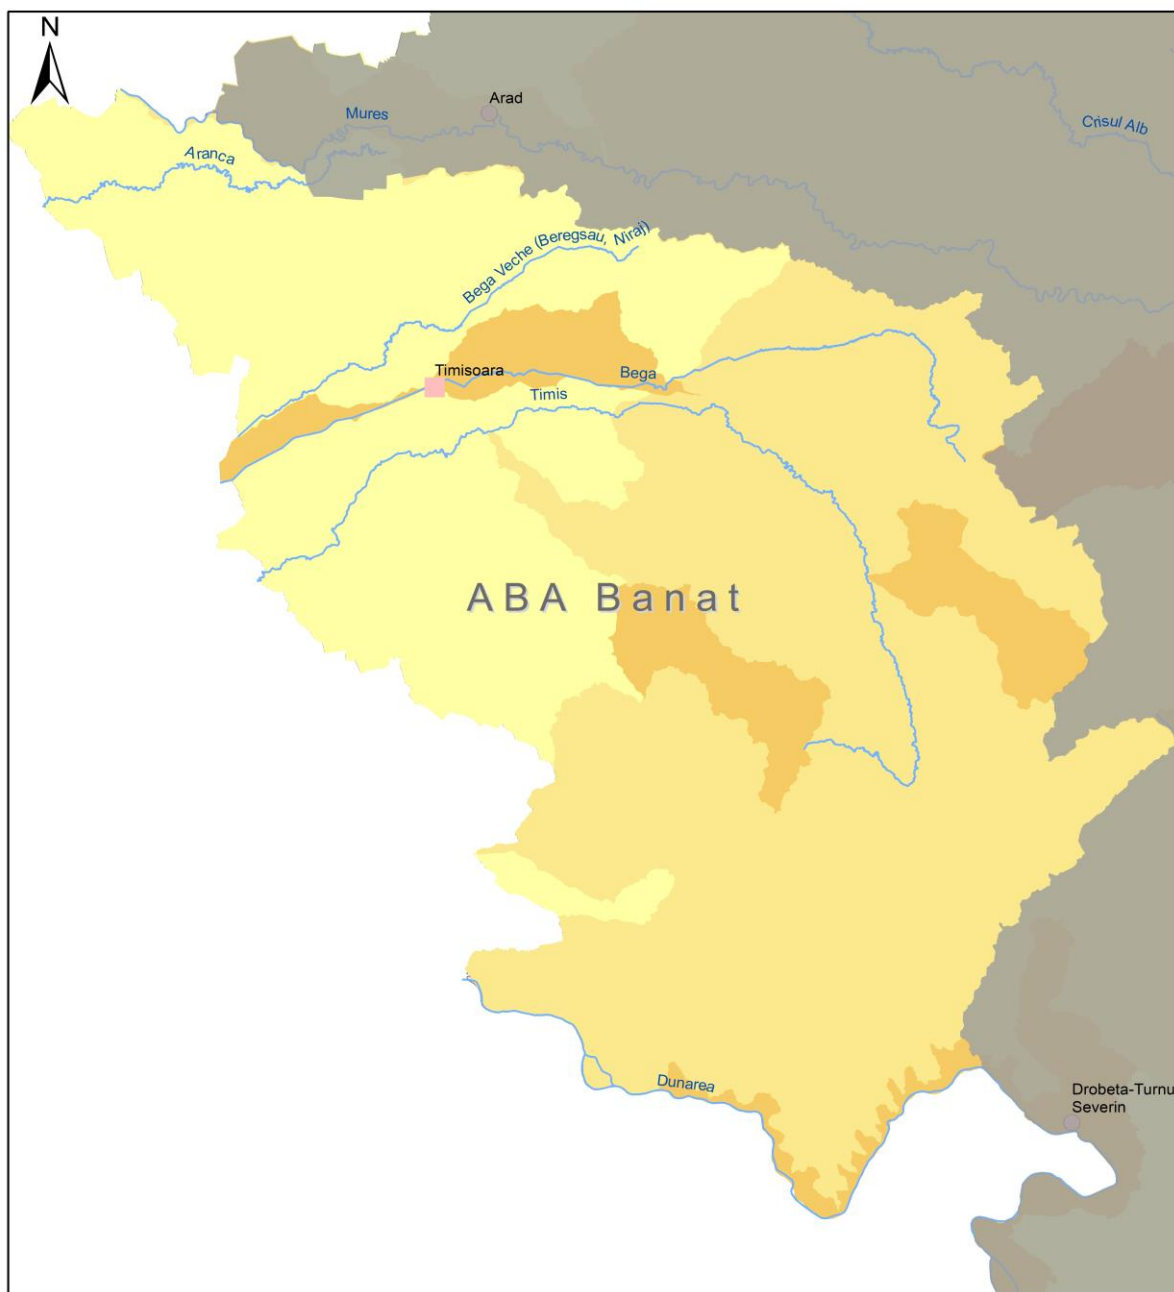 N
Arad
Mures
Crisul Alb
Aranca
Bega Veche (Beregsau, Niraj)
Timisoara
Bega
Timis
ABA Banat
Dunarea
Drobeta-Turnu
Severin